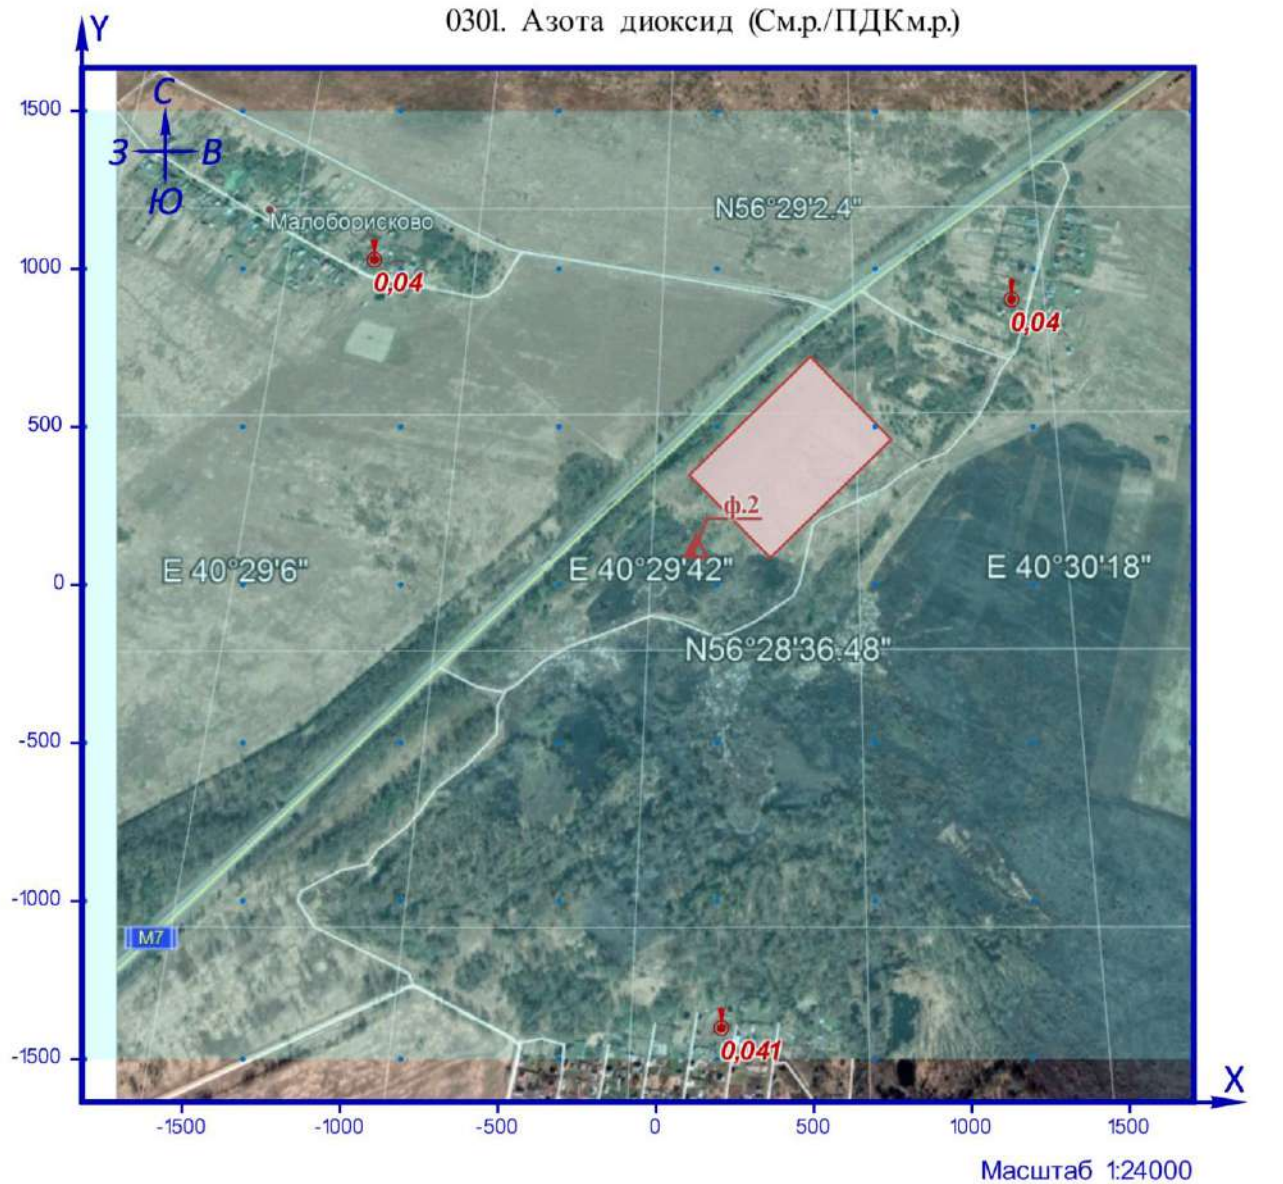 0301. Азота диоксид (См.р./ПДКм.р.)
Y
С
З В
Ю
1500
1000
500
0
-500
-1000
-1500
Малоборисково
0,04
N56°29'2.4"
0,04
ф.2
E 40°29'6"
E 40°29'42"
E 40°30'18"
N56°28'36.48"
M7
0,041
X
-1500 -1000 -500 0 500 1000 1500
Масштаб 1:24000